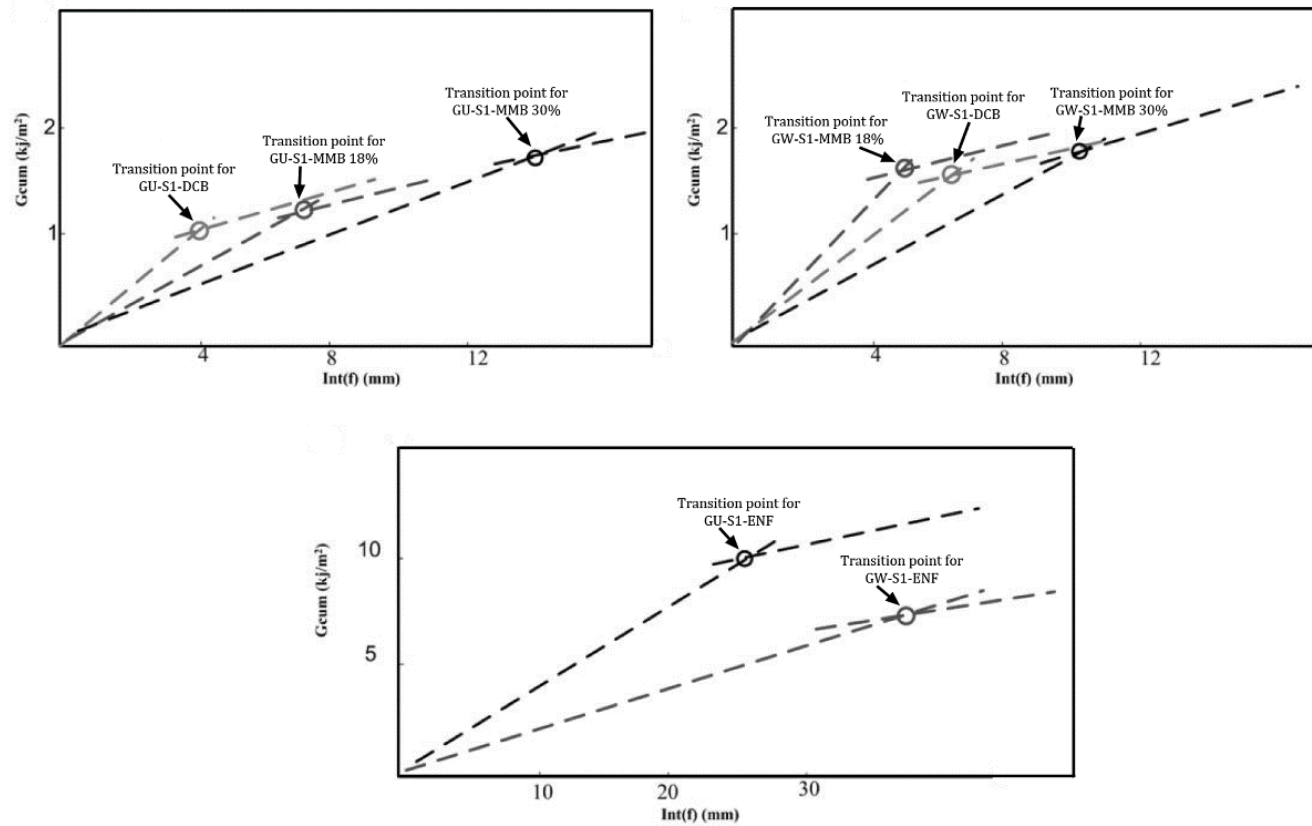 Gcum (kj/m²)
2
1
Transition point for
GU-S1-DCB
Transition point for
GU-S1-MMB 18%
Transition point for
GU-S1-MMB 30%
4
8
12
Int(f) (mm)
Gcum (kj/m²)
2
1
Transition point for
GW-S1-MMB 18%
Transition point for
GW-S1-DCB
Transition point for
GW-S1-MMB 30%
4
8
12
Int(f) (mm)
Gcum (kj/m²)
10
5
Transition point for
GU-S1-ENF
Transition point for
GW-S1-ENF
10
20
30
Int(f) (mm)